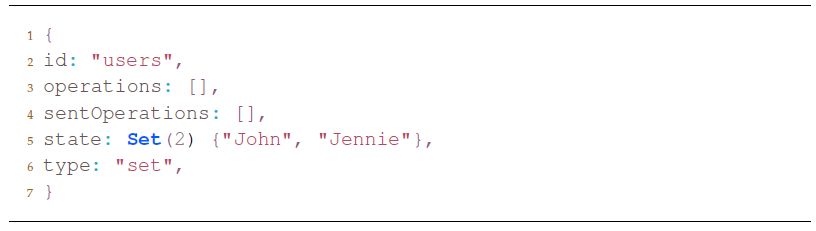 1 {
2 id: "users",
3 operations: [],
4 sentOperations: [],
5 state: Set(2) {"John", "Jennie"},
6 type: "set",
7 }